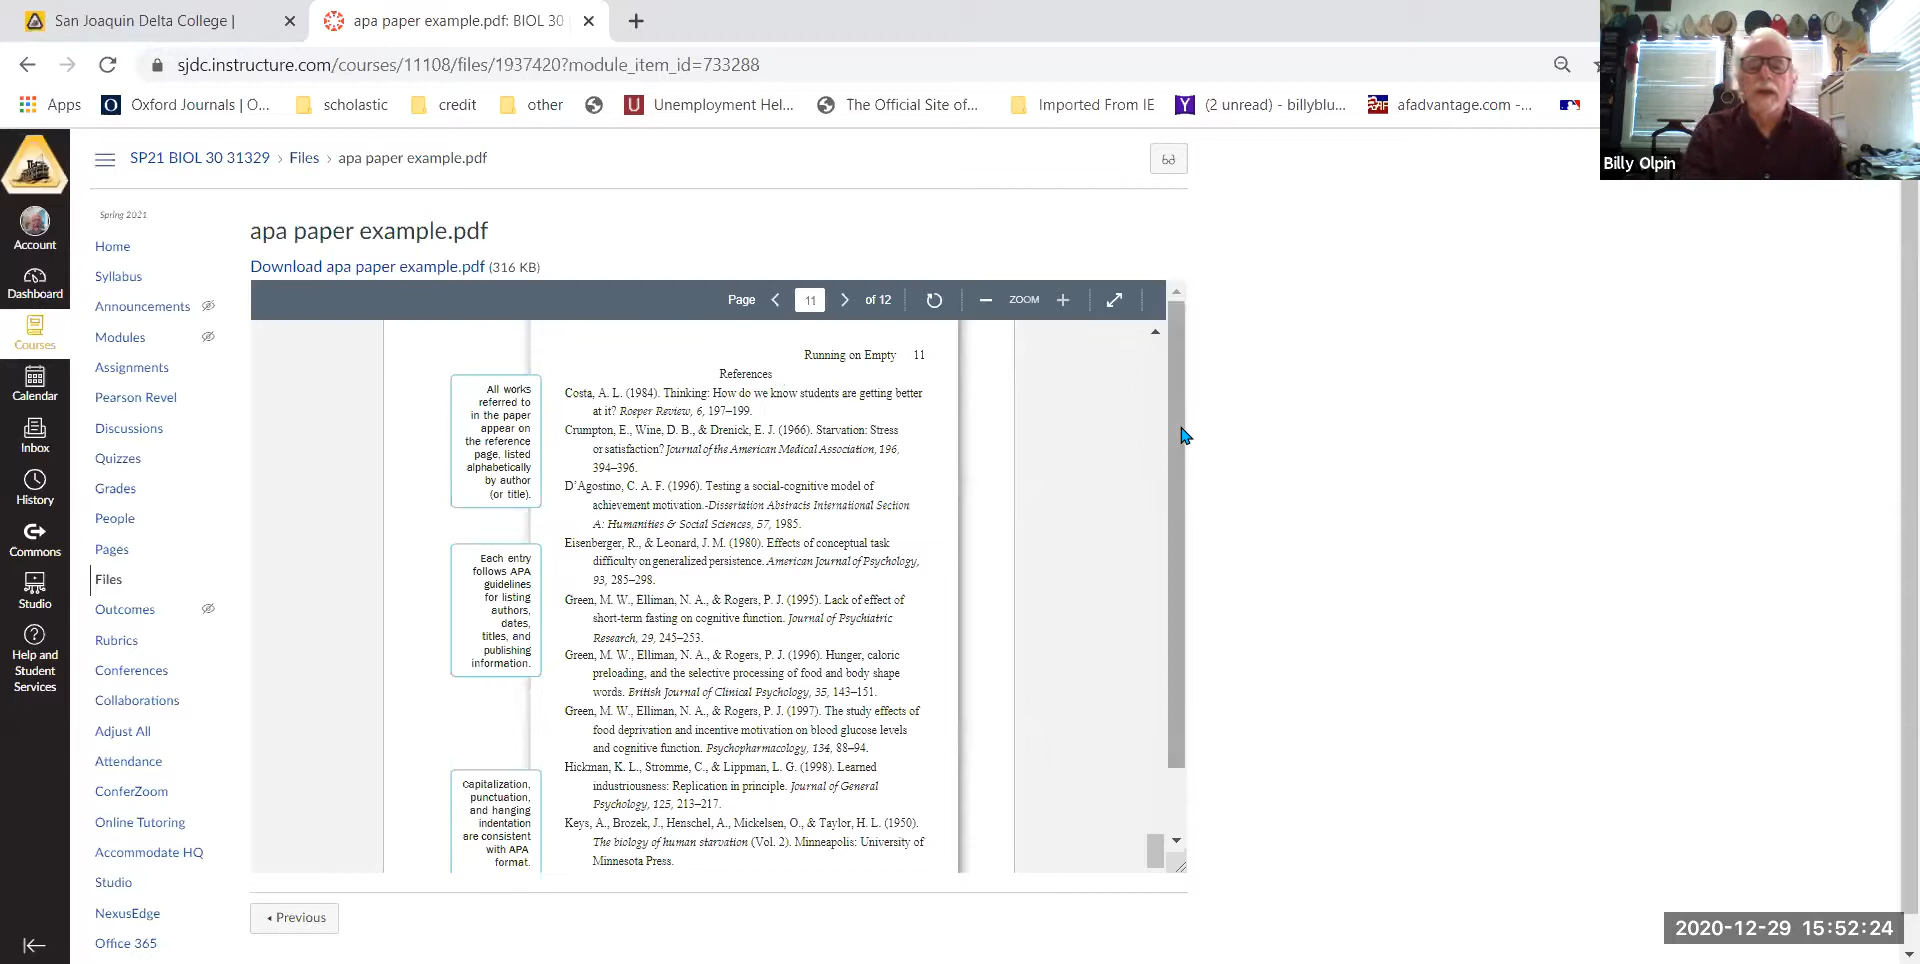 San Joaquin Delta College |
apa paper example.pdf: BIOL 30
sjdc.instructure.com/courses/11108/files/1937420?module_item_id=733288
Apps
Oxford Journals | O...
scholastic
credit
other
Unemployment Hel...
The Official Site of...
Imported From IE
(2 unread) - billyblu...
afadvantage.com -...
Billy Olpin
SP21 BIOL 30 31329 › Files › apa paper example.pdf
Account
Dashboard
Courses
Calendar
Inbox
History
Commons
Studio
Help and
Student
Services
Spring 2021
Home
Syllabus
Announcements
Modules
Assignments
Pearson Revel
Discussions
Quizzes
Grades
People
Pages
Files
Outcomes
Rubrics
Conferences
Collaborations
Adjust All
Attendance
ConferZoom
Online Tutoring
Accommodate HQ
Studio
NexusEdge
Office 365
apa paper example.pdf
Download apa paper example.pdf (316 KB)
Page 11 of 12 ZOOM
All works
referred to
in the paper
appear on
the reference
page, listed
alphabetically
by author
(or title).
Each entry
follows APA
guidelines
for listing
authors,
dates,
titles, and
publishing
information.
Capitalization,
punctuation,
and hanging
indentation
are consistent
with APA
format.
Running on Empty 11
References
Costa, A. L. (1984). Thinking: How do we know students are getting better
at it? Roeper Review, 6, 197–199.
Crumpton, E., Wine, D. B., & Drenick, E. J. (1966). Starvation: Stress
or satisfaction? Journal of the American Medical Association, 196,
394–396.
D'Agostino, C. A. F. (1996). Testing a social-cognitive model of
achievement motivation.-Dissertation Abstracts International Section
A: Humanities & Social Sciences, 57, 1985.
Eisenberger, R., & Leonard, J. M. (1980). Effects of conceptual task
difficulty on generalized persistence. American Journal of Psychology,
93, 285–298.
Green, M. W., Elliman, N. A., & Rogers, P. J. (1995). Lack of effect of
short-term fasting on cognitive function. Journal of Psychiatric
Research, 29, 245–253.
Green, M. W., Elliman, N. A., & Rogers, P. J. (1996). Hunger, caloric
preloading, and the selective processing of food and body shape
words. British Journal of Clinical Psychology, 35, 143–151.
Green, M. W., Elliman, N. A., & Rogers, P. J. (1997). The study effects of
food deprivation and incentive motivation on blood glucose levels
and cognitive function. Psychopharmacology, 134, 88–94.
Hickman, K. L., Stromme, C., & Lippman, L. G. (1998). Learned
industriousness: Replication in principle. Journal of General
Psychology, 125, 213–217.
Keys, A., Brozek, J., Henschel, A., Mickelsen, O., & Taylor, H. L. (1950).
The biology of human starvation (Vol. 2). Minneapolis: University of
Minnesota Press.
Previous
2020-12-29 15:52:24